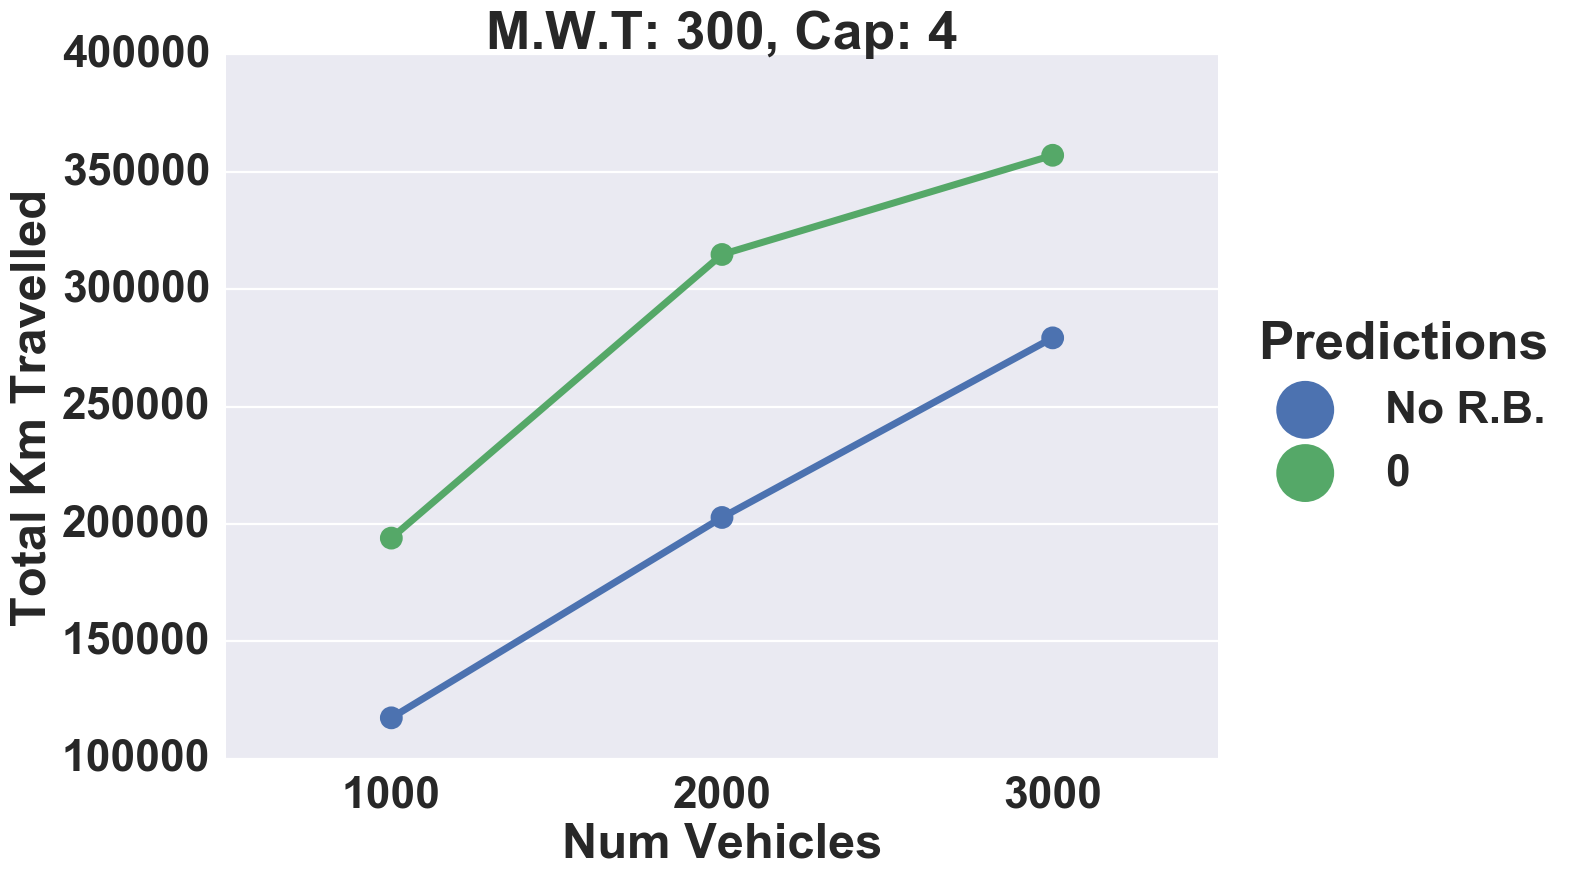 M.W.T: 300, Cap: 4
400000
350000
300000
250000
200000
150000
100000
Total Km Travelled
1000 2000 3000
Num Vehicles
Predictions
No R.B.
0